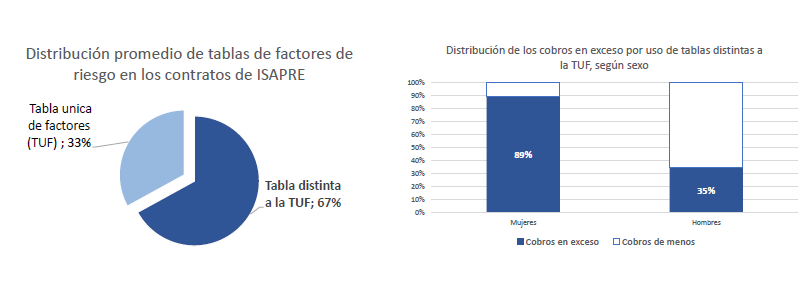 Distribución promedio de tablas de factores de
riesgo en los contratos de ISAPRE
Tabla unica
de factores
(TUF) ; 33%
Tabla distinta
a la TUF; 67%
Distribución de los cobros en exceso por uso de tablas distintas a
la TUF, según sexo
100%
90%
80%
70%
60%
50%
40%
30%
20%
10%
0%
89%
35%
Mujeres
Hombres
Cobros en exceso
Cobros de menos